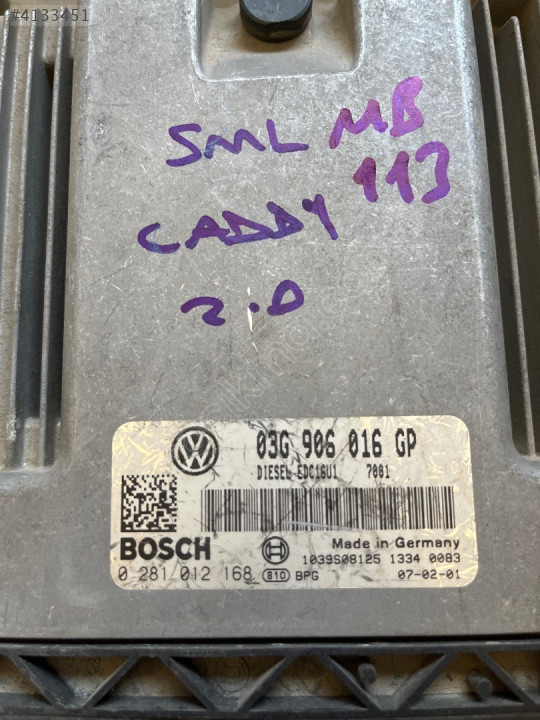 #4133451
SML MB
CADDY 113
2.0
03G 906 016 GP
DIESEL EDC16U1 7001
BOSCH
Made in Germany
1039S08125 1334 0083
0 281 012 168 810 BPG 07-02-01